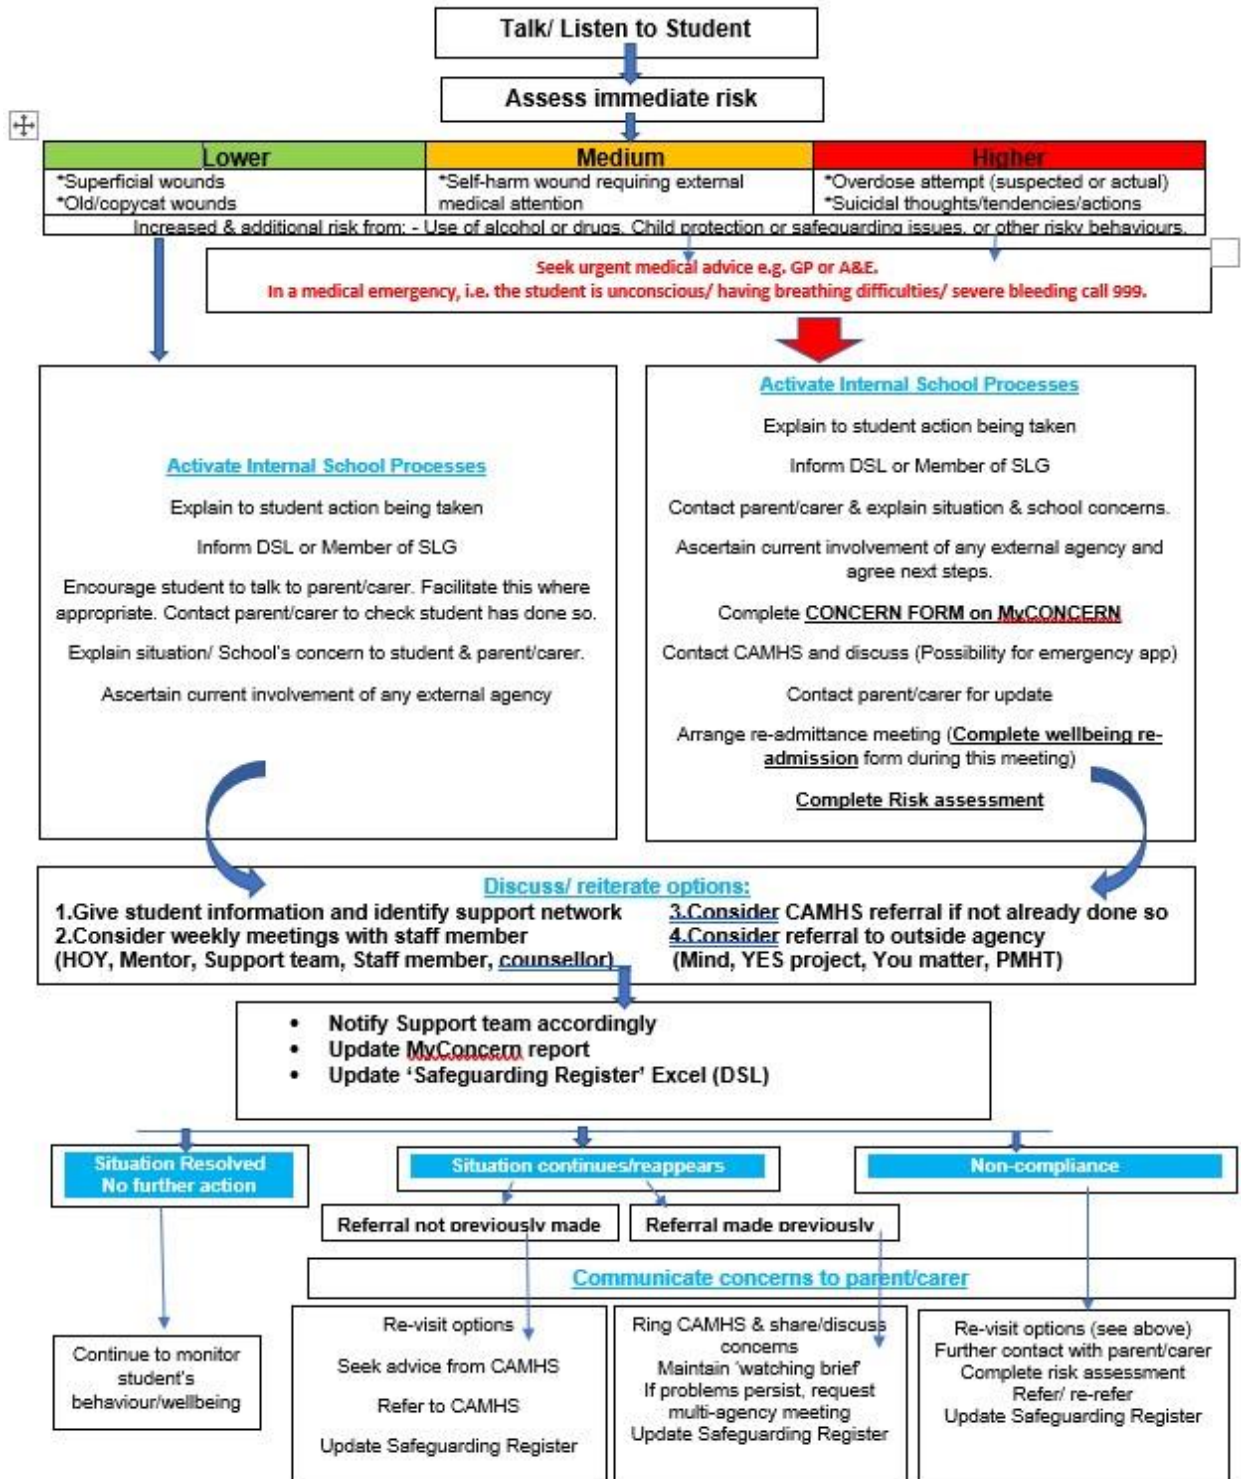 Talk/ Listen to Student
Assess immediate risk
Lower
Medium
Higher
*Superficial wounds
*Old/copycat wounds
*Self-harm wound requiring external
medical attention
*Overdose attempt (suspected or actual)
*Suicidal thoughts/tendencies/actions
Increased & additional risk from: - Use of alcohol or drugs, Child protection or safeguarding issues, or other risky behaviours.
Seek urgent medical advice e.g. GP or A&E.
In a medical emergency, i.e. the student is unconscious/ having breathing difficulties/ severe bleeding call 999.
Activate Internal School Processes
Explain to student action being taken
Inform DSL or Member of SLG
Encourage student to talk to parent/carer. Facilitate this where
appropriate. Contact parent/carer to check student has done so.
Explain situation/ School's concern to student & parent/carer.
Ascertain current involvement of any external agency
Activate Internal School Processes
Explain to student action being taken
Inform DSL or Member of SLG
Contact parent/carer & explain situation & school concerns.
Ascertain current involvement of any external agency and
agree next steps.
Complete CONCERN FORM on MyCONCERN
Contact CAMHS and discuss (Possibility for emergency app)
Contact parent/carer for update
Arrange re-admittance meeting (Complete wellbeing re-
admission form during this meeting)
Complete Risk assessment
Discuss/ reiterate options:
1.Give student information and identify support network
2.Consider weekly meetings with staff member
(HOY, Mentor, Support team, Staff member, counsellor)
3.Consider CAMHS referral if not already done so
4.Consider referral to outside agency
(Mind, YES project, You matter, PMHT)
• Notify Support team accordingly
• Update MyConcern report
• Update ‘Safeguarding Register’ Excel (DSL)
Situation Resolved
No further action
Situation continues/reappears
Non-compliance
Referral not previously made
Referral made previously
Communicate concerns to parent/carer
Continue to monitor
student's
behaviour/wellbeing
Re-visit options
Seek advice from CAMHS
Refer to CAMHS
Update Safeguarding Register
Ring CAMHS & share/discuss
concerns
Maintain 'watching brief'
If problems persist, request
multi-agency meeting
Update Safeguarding Register
Re-visit options (see above)
Further contact with parent/carer
Complete risk assessment
Refer/ re-refer
Update Safeguarding Register